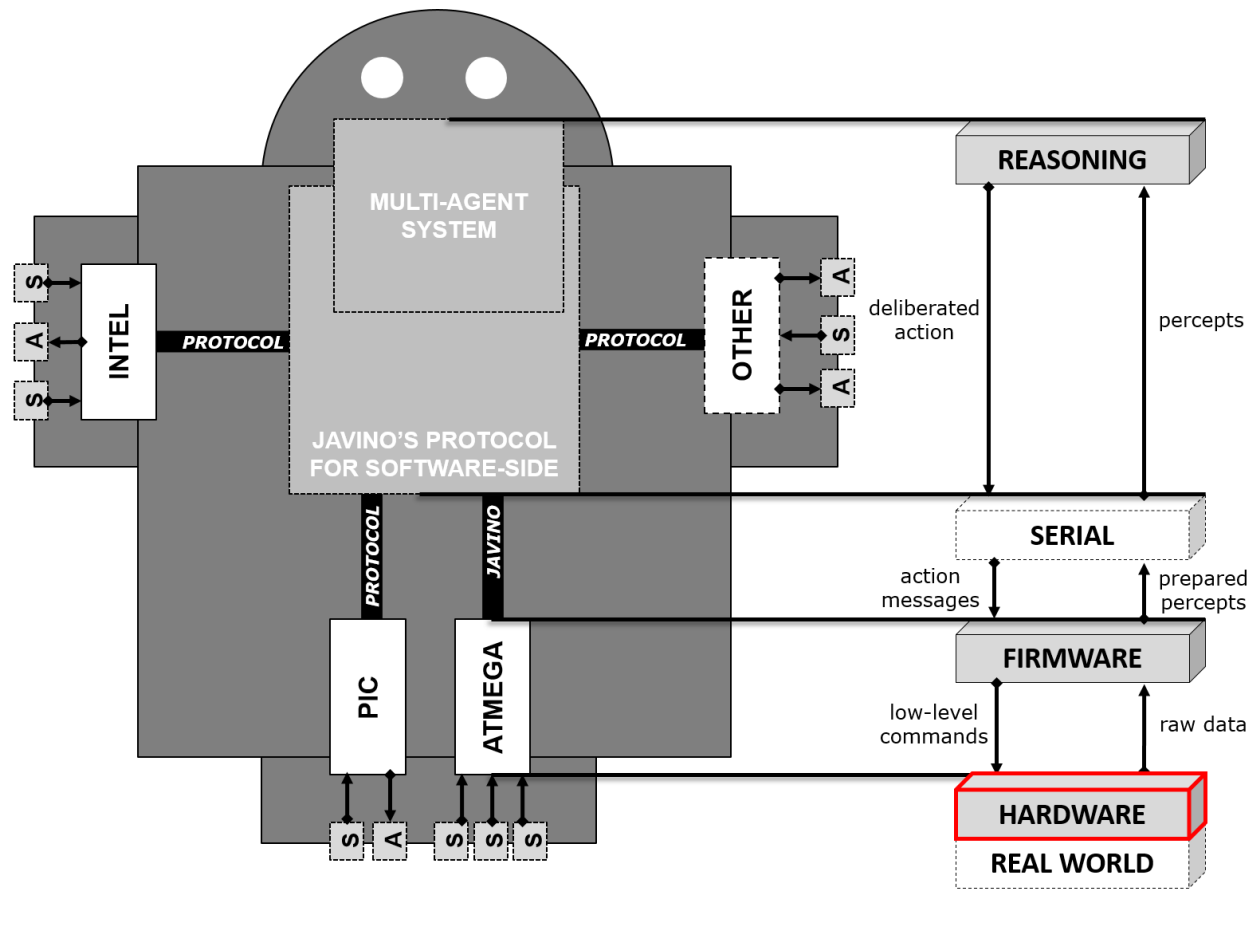 MULTI-AGENT
SYSTEM
JAVINO'S PROTOCOL
FOR SOFTWARE-SIDE
S
A
S
INTEL
PROTOCOL
PROTOCOL
OTHER
A
S
A
PROTOCOL
JAVINO
PIC
ATMEGA
S
A
S
S
S
REASONING
deliberated
action
percepts
SERIAL
action
messages
prepared
percepts
FIRMWARE
low-level
commands
raw data
HARDWARE
REAL WORLD